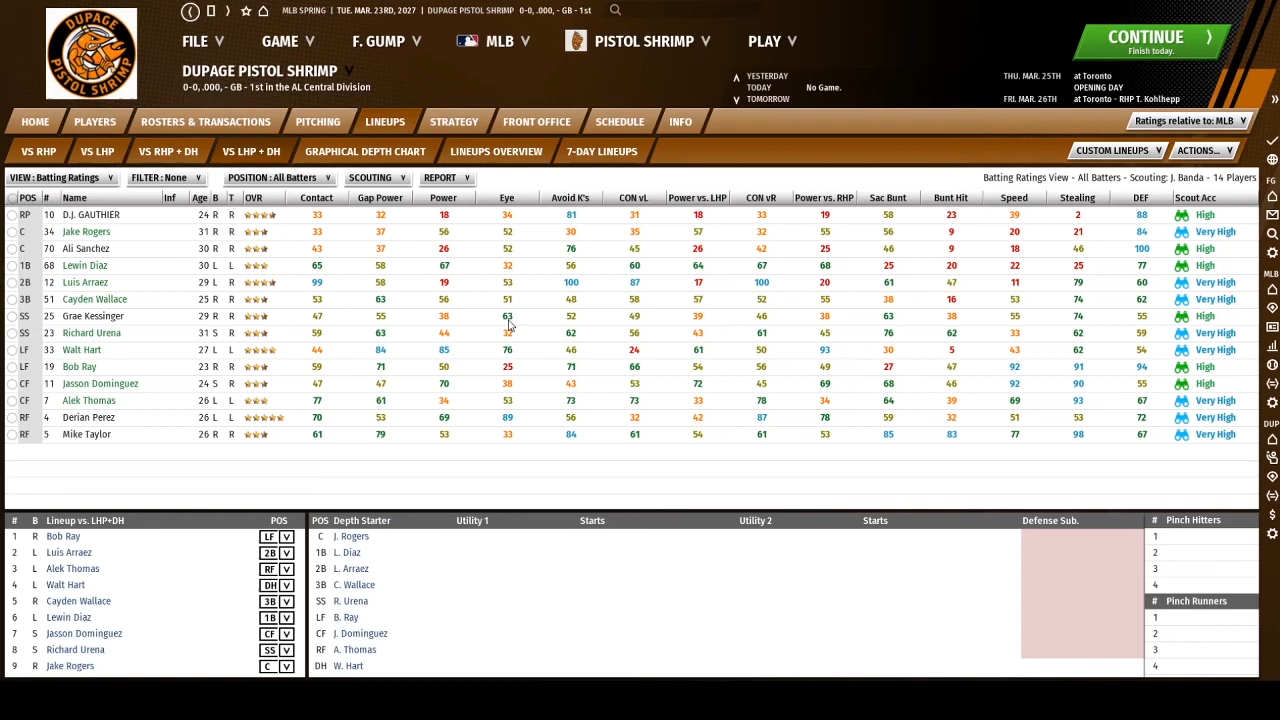 DUPAGE
PISTOL SHRIMP
MLB SPRING | TUE. MAR. 23RD, 2027 | DUPAGE PISTOL SHRIMP 0-0, .000, - GB - 1st
FILE GAME F. GUMP MLB PISTOL SHRIMP PLAY
CONTINUE
Finish today.
DUPAGE PISTOL SHRIMP
0-0, .000, - GB - 1st in the AL Central Division
YESTERDAY
TODAY No Game.
TOMORROW
THU. MAR. 25TH at Toronto
OPENING DAY
FRI. MAR. 26TH at Toronto - RHP T. Kohlhepp
HOME PLAYERS ROSTERS & TRANSACTIONS PITCHING LINEUPS STRATEGY FRONT OFFICE SCHEDULE INFO Ratings relative to: MLB
VS RHP VS LHP VS RHP + DH VS LHP + DH GRAPHICAL DEPTH CHART LINEUPS OVERVIEW 7-DAY LINEUPS CUSTOM LINEUPS ACTIONS...
VIEW : Batting Ratings FILTER : None POSITION : All Batters SCOUTING REPORT Batting Ratings View - All Batters - Scouting: J. Banda - 14 Players
POS # Name Inf Age B T OVR Contact Gap Power Power Eye Avoid K's CON vL Power vs. LHP CON vR Power vs. RHP Sac Bunt Bunt Hit Speed Stealing DEF Scout Acc
RP 10 D.J. GAUTHIER 24 R R 33 32 18 34 81 31 18 33 19 58 23 39 2 88 High
C 34 Jake Rogers 31 R R 33 37 56 52 30 35 57 32 55 56 9 20 21 84 Very High
C 70 Ali Sanchez 30 R R 43 37 26 52 76 45 26 42 25 46 9 18 46 100 High
1B 68 Lewin Diaz 30 L L 65 58 67 32 56 60 64 67 68 25 20 22 25 77 High
2B 12 Luis Arraez 29 L R 99 58 19 53 100 87 17 100 20 61 47 11 79 60 Very High
3B 51 Cayden Wallace 25 R R 53 63 56 51 48 58 57 52 55 38 16 53 74 62 Very High
SS 25 Grae Kessinger 29 R R 47 55 38 63 52 49 39 46 38 63 38 55 74 55 High
SS 23 Richard Urena 31 S R 59 63 44 32 62 56 43 61 45 76 62 33 62 59 Very High
LF 33 Walt Hart 27 L L 44 84 85 76 46 24 61 50 93 30 5 43 62 54 Very High
LF 19 Bob Ray 23 R R 59 71 50 25 71 66 54 56 49 27 47 92 91 94 High
CF 11 Jasson Dominguez 24 S R 47 47 70 38 43 53 72 45 69 68 46 92 90 55 High
CF 7 Alek Thomas 26 L L 77 61 34 53 73 73 33 78 34 64 39 69 93 67 Very High
RF 4 Derian Perez 26 L L 70 53 69 89 56 32 42 87 78 59 32 51 53 72 Very High
RF 5 Mike Taylor 26 R R 61 79 53 33 84 61 54 61 53 85 83 77 98 67 Very High
FG
MLB
DUP
# B Lineup vs. LHP+DH POS
1 R Bob Ray LF
2 L Luis Arraez 2B
3 L Alek Thomas RF
4 L Walt Hart DH
5 R Cayden Wallace 3B
6 L Lewin Diaz 1B
7 S Jasson Dominguez CF
8 S Richard Urena SS
9 R Jake Rogers C
POS Depth Starter Utility 1 Starts Utility 2 Starts Defense Sub.
C J. Rogers
1B L. Diaz
2B L. Arraez
3B C. Wallace
SS R. Urena
LF B. Ray
CF J. Dominguez
RF A. Thomas
DH W. Hart
# Pinch Hitters
1
2
3
4
# Pinch Runners
1
2
3
4